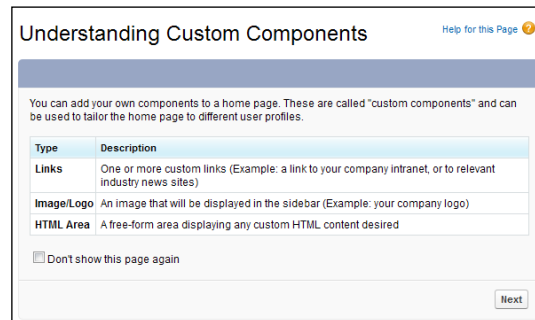 Understanding Custom Components
Help for this Page ?
You can add your own components to a home page. These are called "custom components" and can
be used to tailor the home page to different user profiles.
Type Description
Links One or more custom links (Example: a link to your company intranet, or to relevant
industry news sites)
Image/Logo An image that will be displayed in the sidebar (Example: your company logo)
HTML Area A free-form area displaying any custom HTML content desired
Don't show this page again
Next